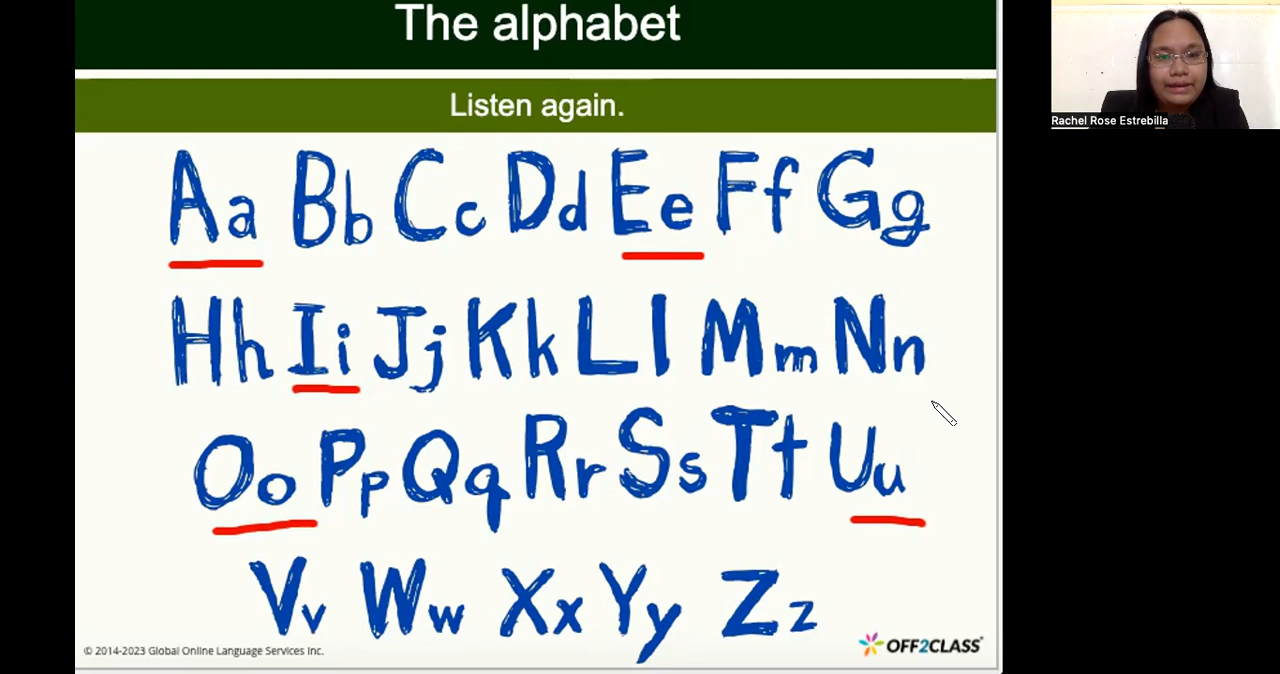 The alphabet
Listen again.
Rachel Rose Estrebilla
Aa Bb Cc Dd Ee Ff Gg
Hh Ii Jj Kk Ll Mm Nn
Oo Pp Qq Rr Ss Tt Uu
Vv Ww Xx Yy Zz
© 2014-2023 Global Online Language Services Inc.
OFF2CLASS